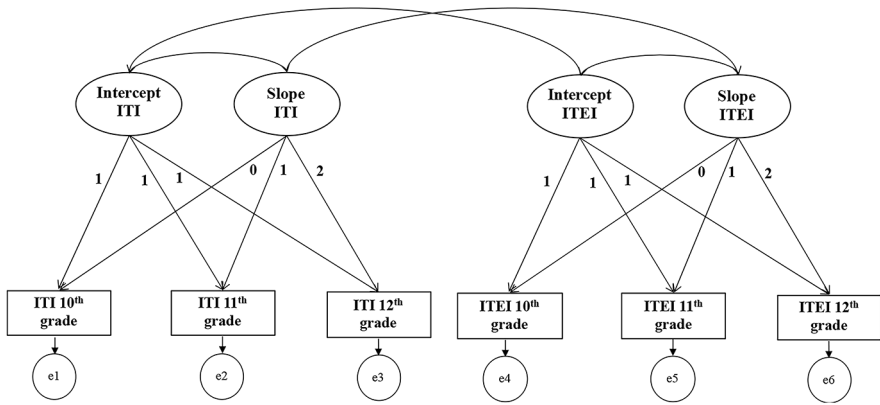 Intercept
ITI
Slope
ITI
Intercept
ITEI
Slope
ITEI
1
1
1
0
1
2
1
1
1
0
1
2
ITI 10th
grade
ITI 11th
grade
ITI 12th
grade
ITEI 10th
grade
ITEI 11th
grade
ITEI 12th
grade
e1
e2
e3
e4
e5
e6